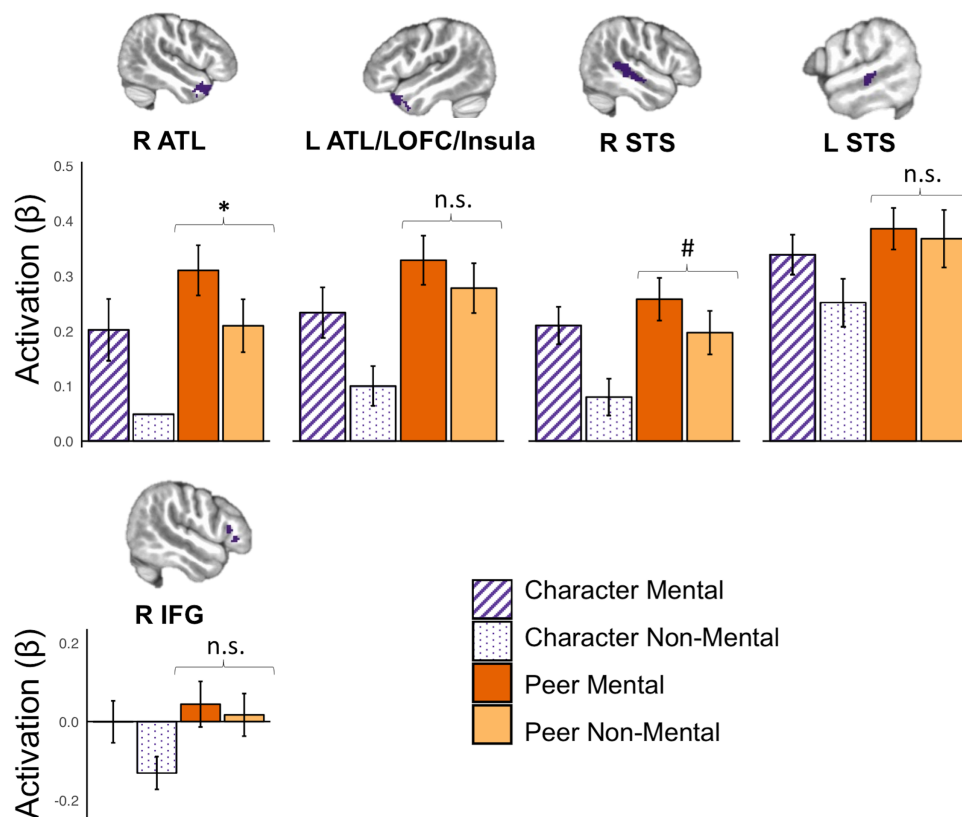 R ATL
L ATL/LOFC/Insula
R STS
L STS
Activation (β)
0.5
0.4
0.3
0.2
0.1
0.0
*
n.s.
#
n.s.
R IFG
Activation (β)
0.2
0.0
-0.2
n.s.
Character Mental
Character Non-Mental
Peer Mental
Peer Non-Mental